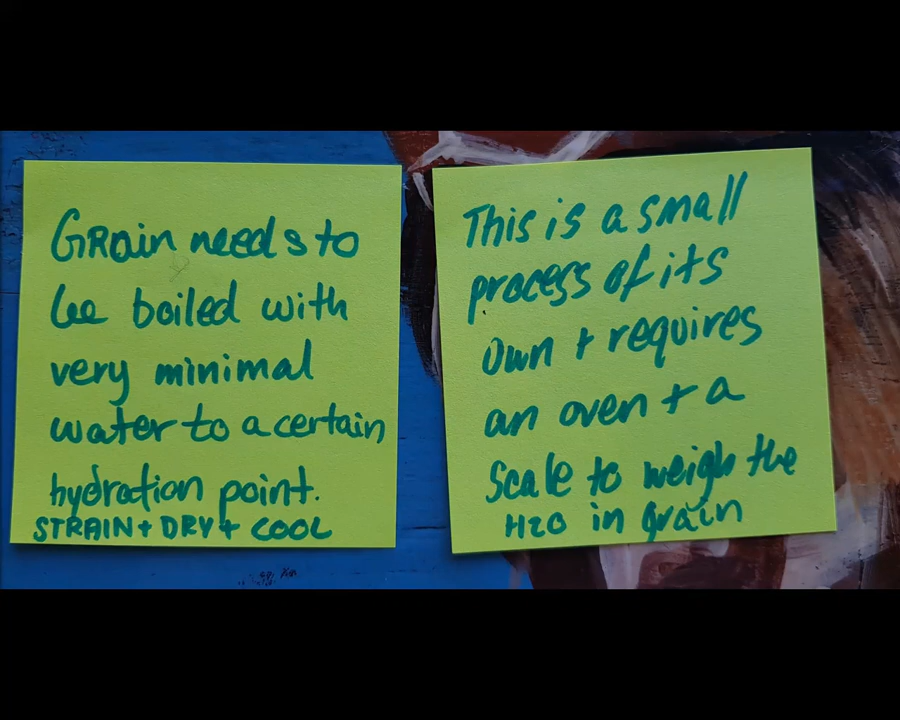 GRain needs to
be boiled with
very minimal
water to a certain
hydration point.
STRAIN + DRY + COOL
This is a small
process of its
own + requires
an oven + a
scale to weigh the
H2O in grain